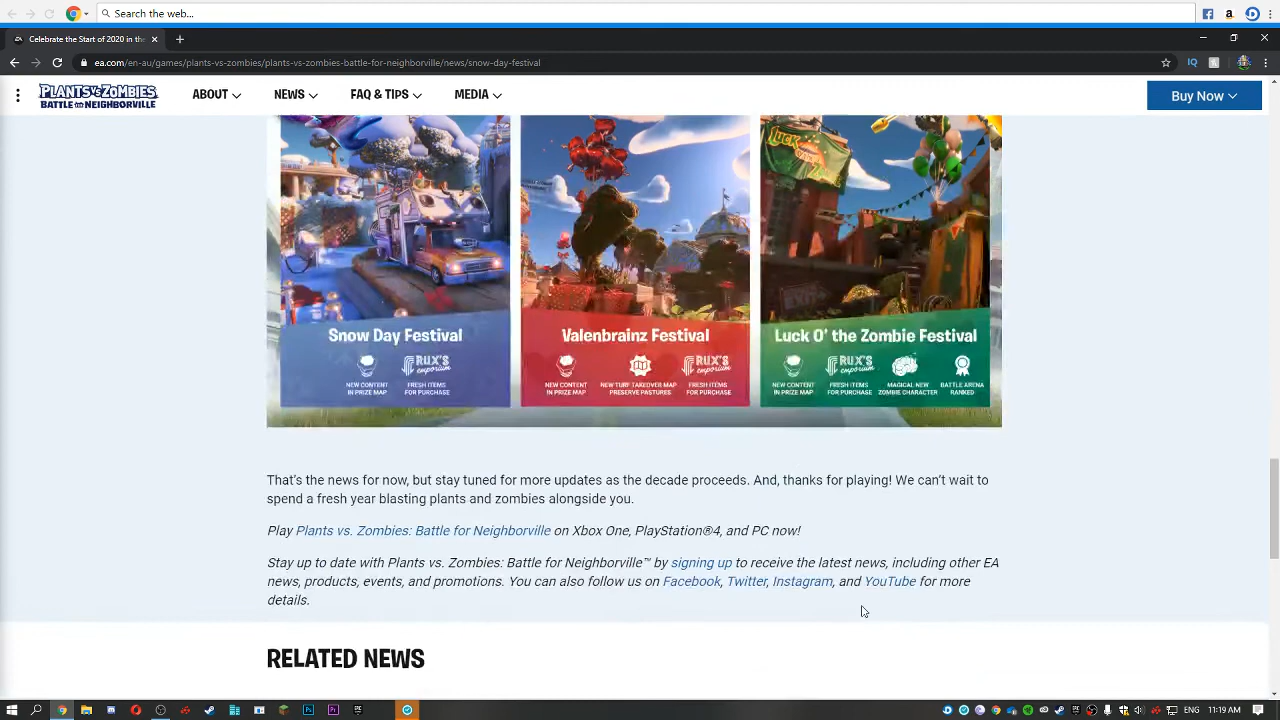 Search the web...
Celebrate the Start of 2020 in the
ea.com/en-au/games/plants-vs-zombies/plants-vs-zombies-battle-for-neighborville/news/snow-day-festival
PLANTS VS. ZOMBIES
BATTLE FOR NEIGHBORVILLE
ABOUT
NEWS
FAQ & TIPS
MEDIA
Buy Now
Snow Day Festival
NEW CONTENT
IN PRIZE MAP
RUX'S
emporium
FRESH ITEMS
FOR PURCHASE
Valenbrainz Festival
NEW CONTENT
IN PRIZE MAP
NEW TURF TAKEOVER MAP
PRESERVE PASTURES
RUX'S
emporium
FRESH ITEMS
FOR PURCHASE
LUCK
Luck O' the Zombie Festival
NEW CONTENT
IN PRIZE MAP
RUX'S
emporium
FRESH ITEMS
FOR PURCHASE
MAGICAL NEW
ZOMBIE CHARACTER
BATTLE ARENA
RANKED
That's the news for now, but stay tuned for more updates as the decade proceeds. And, thanks for playing! We can't wait to
spend a fresh year blasting plants and zombies alongside you.
Play Plants vs. Zombies: Battle for Neighborville on Xbox One, PlayStation®4, and PC now!
Stay up to date with Plants vs. Zombies: Battle for Neighborville™ by signing up to receive the latest news, including other EA
news, products, events, and promotions. You can also follow us on Facebook, Twitter, Instagram, and YouTube for more
details.
RELATED NEWS
11:19 AM